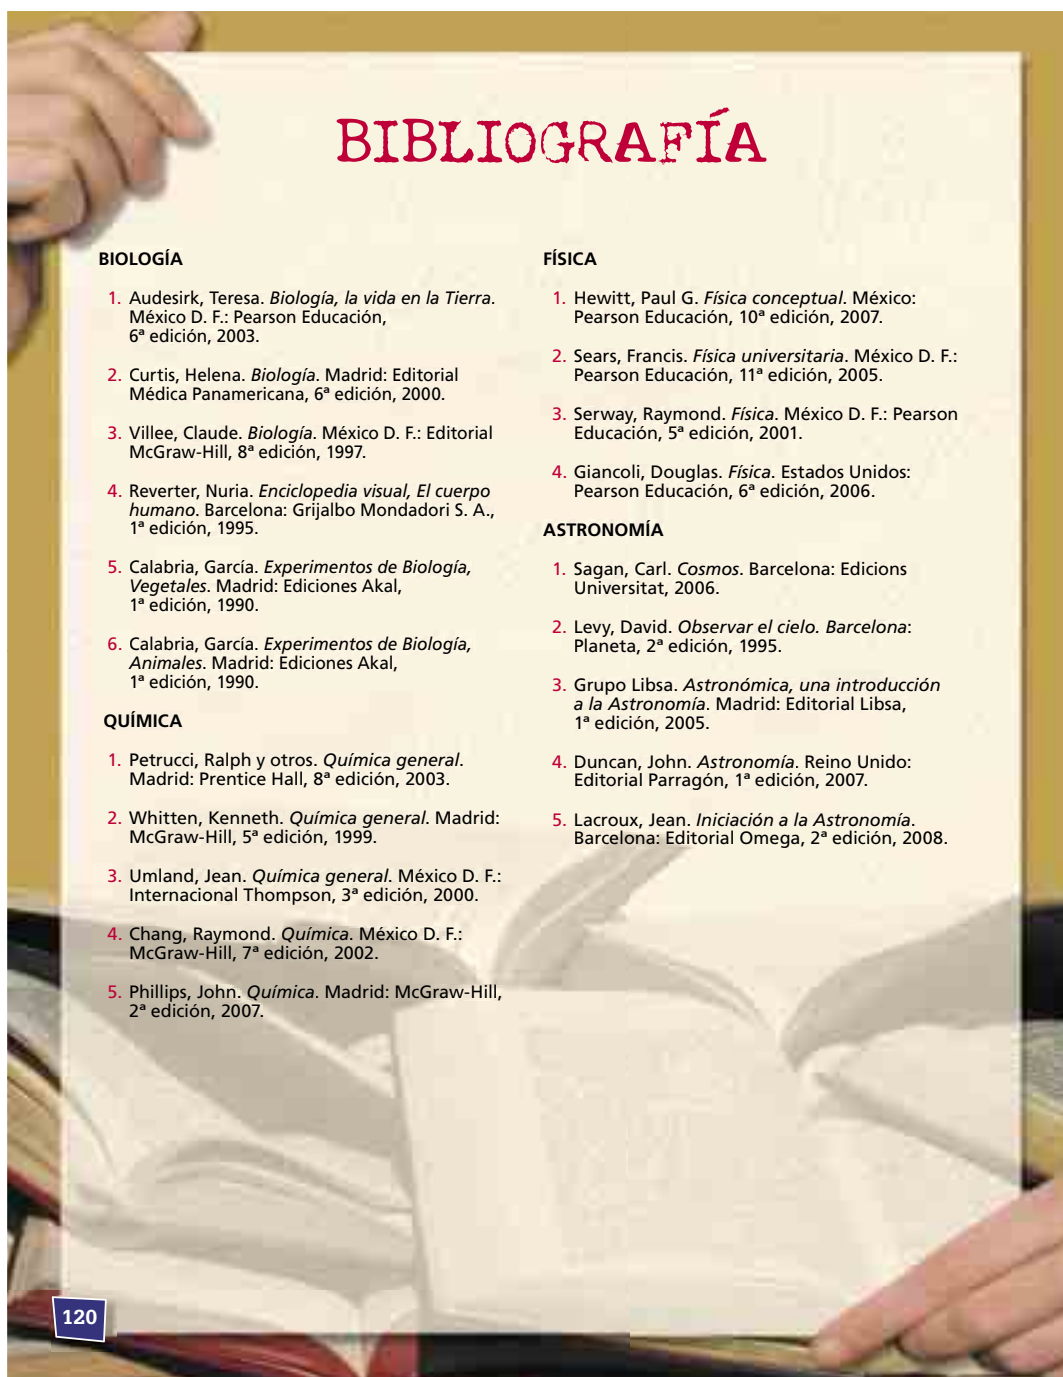 BIBLIOGRAFÍA
BIOLOGÍA
1. Audesirk, Teresa. Biología, la vida en la Tierra.
México D. F.: Pearson Educación,
6ª edición, 2003.
2. Curtis, Helena. Biología. Madrid: Editorial
Médica Panamericana, 6ª edición, 2000.
3. Villee, Claude. Biología. México D. F.: Editorial
McGraw-Hill, 8ª edición, 1997.
4. Reverter, Nuria. Enciclopedia visual, El cuerpo
humano. Barcelona: Grijalbo Mondadori S. A.,
1ª edición, 1995.
5. Calabria, García. Experimentos de Biología,
Vegetales. Madrid: Ediciones Akal,
1ª edición, 1990.
6. Calabria, García. Experimentos de Biología,
Animales. Madrid: Ediciones Akal,
1ª edición, 1990.
QUÍMICA
1. Petrucci, Ralph y otros. Química general.
Madrid: Prentice Hall, 8ª edición, 2003.
2. Whitten, Kenneth. Química general. Madrid:
McGraw-Hill, 5ª edición, 1999.
3. Umland, Jean. Química general. México D. F.:
Internacional Thompson, 3ª edición, 2000.
4. Chang, Raymond. Química. México D. F.:
McGraw-Hill, 7ª edición, 2002.
5. Phillips, John. Química. Madrid: McGraw-Hill,
2ª edición, 2007.
FÍSICA
1. Hewitt, Paul G. Física conceptual. México:
Pearson Educación, 10ª edición, 2007.
2. Sears, Francis. Física universitaria. México D. F.:
Pearson Educación, 11ª edición, 2005.
3. Serway, Raymond. Física. México D. F.: Pearson
Educación, 5ª edición, 2001.
4. Giancoli, Douglas. Física. Estados Unidos:
Pearson Educación, 6ª edición, 2006.
ASTRONOMÍA
1. Sagan, Carl. Cosmos. Barcelona: Edicions
Universitat, 2006.
2. Levy, David. Observar el cielo. Barcelona:
Planeta, 2ª edición, 1995.
3. Grupo Libsa. Astronómica, una introducción
a la Astronomía. Madrid: Editorial Libsa,
1ª edición, 2005.
4. Duncan, John. Astronomía. Reino Unido:
Editorial Parragón, 1ª edición, 2007.
5. Lacroux, Jean. Iniciación a la Astronomía.
Barcelona: Editorial Omega, 2ª edición, 2008.
120